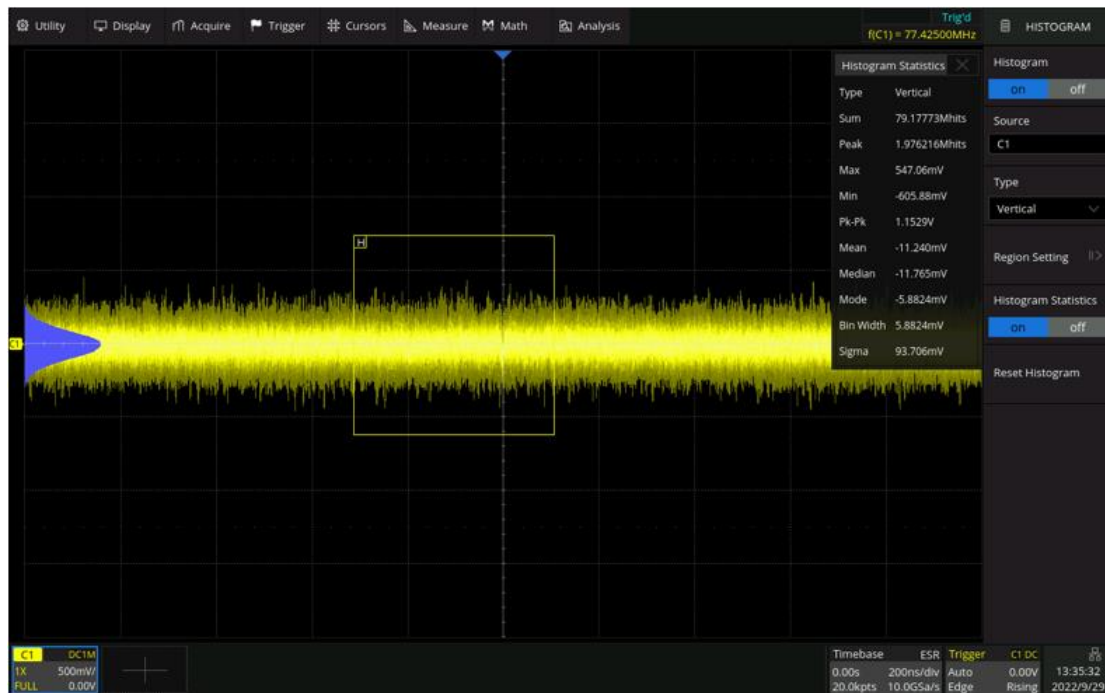 Utility Display Acquire Trigger Cursors Measure Math Analysis
Trig'd
f(C1) = 77.42500MHz
HISTOGRAM
Histogram Statistics
Type Vertical
Sum 79.17773Mhits
Peak 1.976216Mhits
Max 547.06mV
Min -605.88mV
Pk-Pk 1.1529V
Mean -11.240mV
Median -11.765mV
Mode -5.8824mV
Bin Width 5.8824mV
Sigma 93.706mV
Histogram
on off
Source
C1
Type
Vertical
Region Setting
Histogram Statistics
on off
Reset Histogram
H
C1
C1 DC1M
1X 500mV/
FULL 0.00V
Timebase ESR
0.00s 200ns/div
20.0kpts 10.0GSa/s
Trigger C1 DC
Auto 0.00V
Edge Rising
13:35:32
2022/9/29